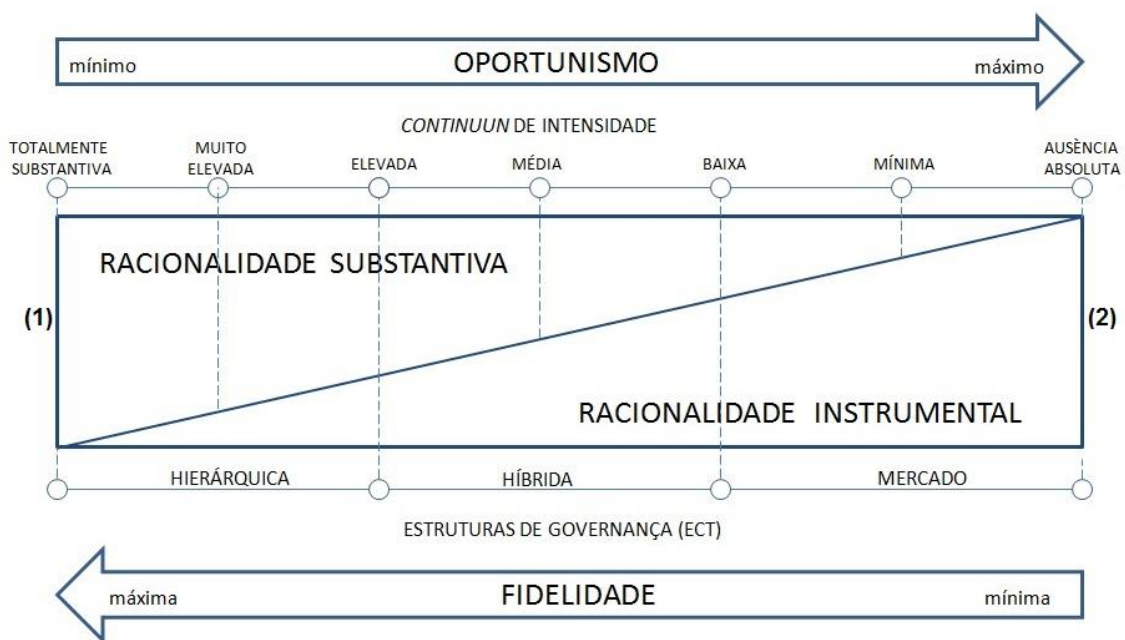 OPORTUNISMO
mínimo
máximo
CONTINUUN DE INTENSIDADE
TOTALMENTE
SUBSTANTIVA
MUITO
ELEVADA
ELEVADA
MÉDIA
BAIXA
MÍNIMA
AUSÈNCIA
ABSOLUTA
RACIONALIDADE SUBSTANTIVA
(1)
(2)
RACIONALIDADE INSTRUMENTAL
HIERÁRQUICA
HÍBRIDA
MERCADO
ESTRUTURAS DE GOVERNANÇA (ECT)
FIDELIDADE
máxima
mínima